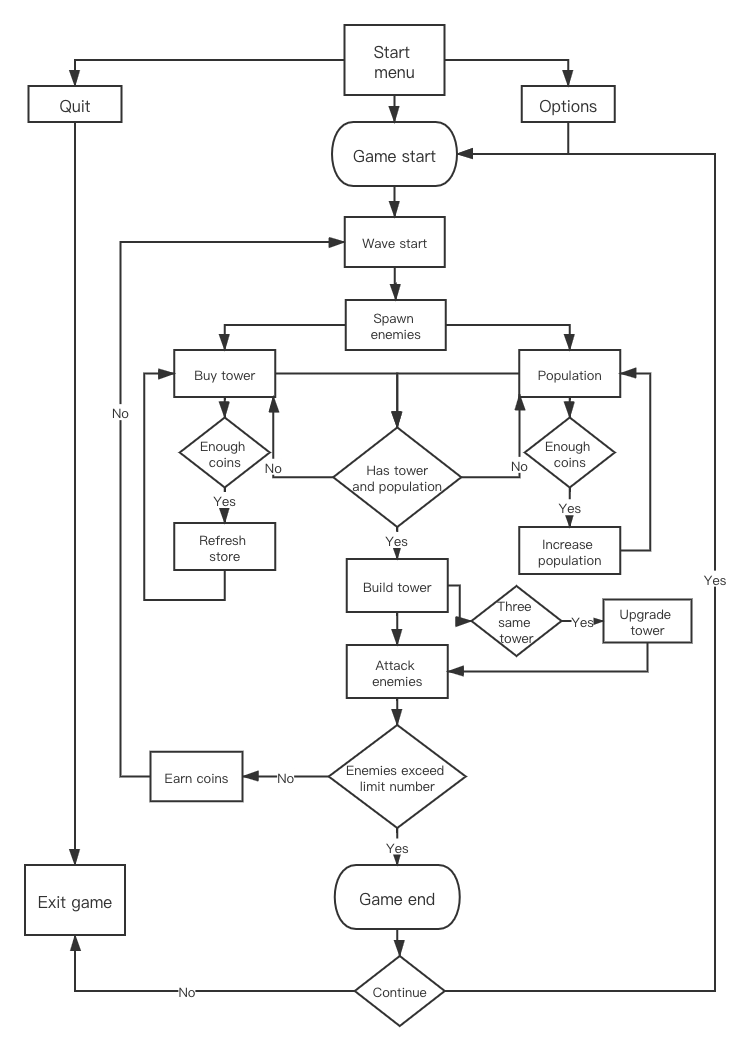 Start
menu
Quit
Options
Game start
Wave start
Spawn
enemies
Buy tower
Population
No
Enough
coins
No
Has tower
and population
No
Enough
coins
Yes
Yes
Refresh
store
Yes
Increase
population
Build tower
Yes
Three
same
tower
Yes
Upgrade
tower
Attack
enemies
Earn coins
No
Enemies exceed
limit number
Yes
Exit game
Game end
No
Continue